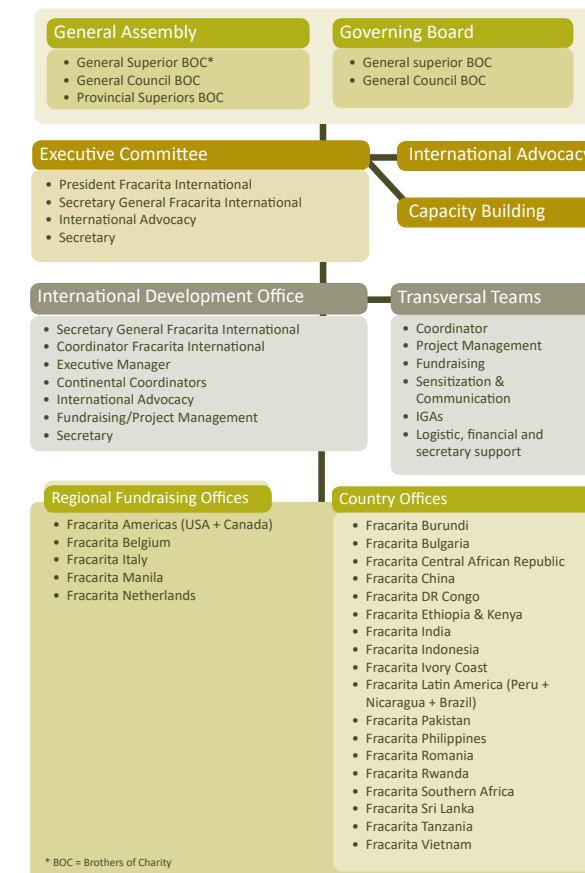 General Assembly
• General Superior BOC*
• General Council BOC
• Provincial Superiors BOC
Governing Board
• General superior BOC
• General Council BOC
Executive Committee
• President Fracarita International
• Secretary General Fracarita International
• International Advocacy
• Secretary
International Advocacy
Capacity Building
International Development Office
• Secretary General Fracarita International
• Coordinator Fracarita International
• Executive Manager
• Continental Coordinators
• International Advocacy
• Fundraising/Project Management
• Secretary
Transversal Teams
• Coordinator
• Project Management
• Fundraising
• Sensitization &
Communication
• IGAs
• Logistic, financial and
secretary support
Regional Fundraising Offices
• Fracarita Americas (USA + Canada)
• Fracarita Belgium
• Fracarita Italy
• Fracarita Manila
• Fracarita Netherlands
Country Offices
• Fracarita Burundi
• Fracarita Bulgaria
• Fracarita Central African Republic
• Fracarita China
• Fracarita DR Congo
• Fracarita Ethiopia & Kenya
• Fracarita India
• Fracarita Indonesia
• Fracarita Ivory Coast
• Fracarita Latin America (Peru +
Nicaragua + Brazil)
• Fracarita Pakistan
• Fracarita Philippines
• Fracarita Romania
• Fracarita Rwanda
• Fracarita Southern Africa
• Fracarita Sri Lanka
• Fracarita Tanzania
• Fracarita Vietnam
* BOC = Brothers of Charity